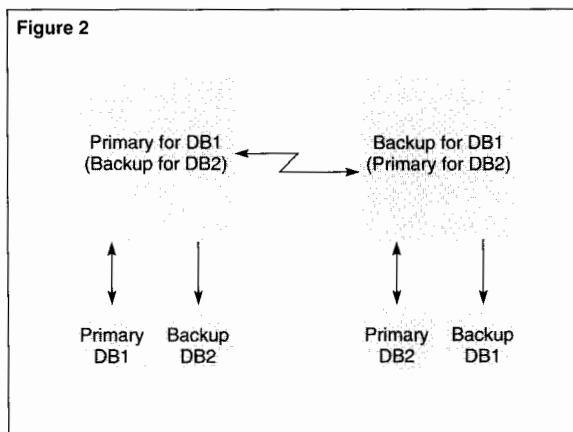 Figure 2
Primary for DB1
(Backup for DB2)
Backup for DB1
(Primary for DB2)
Primary
DB1
Backup
DB2
Primary
DB2
Backup
DB1